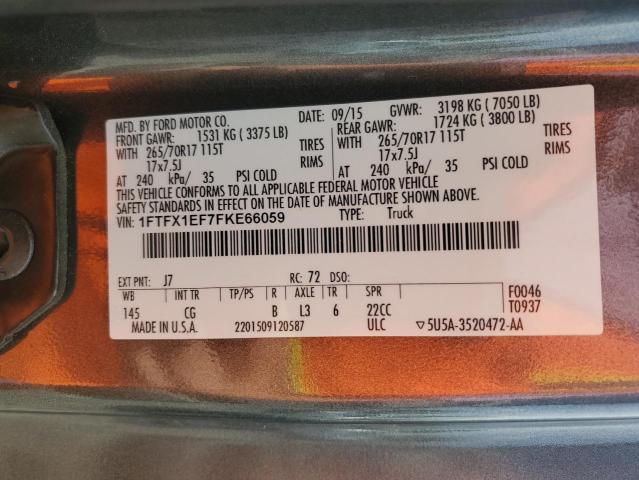 MFD. BY FORD MOTOR CO. DATE: 09/15 GVWR: 3198 KG ( 7050 LB)
FRONT GAWR: 1531 KG ( 3375 LB) REAR GAWR: 1724 KG ( 3800 LB)
WITH 265/70R17 115T TIRES WITH 265/70R17 115T TIRES
17x7.5J RIMS 17x7.5J RIMS
AT 240 kPa/ 35 PSI COLD AT 240 kPa/ 35 PSI COLD
THIS VEHICLE CONFORMS TO ALL APPLICABLE FEDERAL MOTOR VEHICLE
SAFETY STANDARDS IN EFFECT ON THE DATE OF MANUFACTURE SHOWN ABOVE.
VIN: 1FTFX1EF7FKE66059 TYPE: Truck
EXT PNT: J7 RC: 72 DSO:
WB INT TR TP/PS R AXLE TR SPR F0046
145 CG B L3 6 22CC T0937
MADE IN U.S.A. 2201509120587 ULC ▽5U5A-3520472-AA